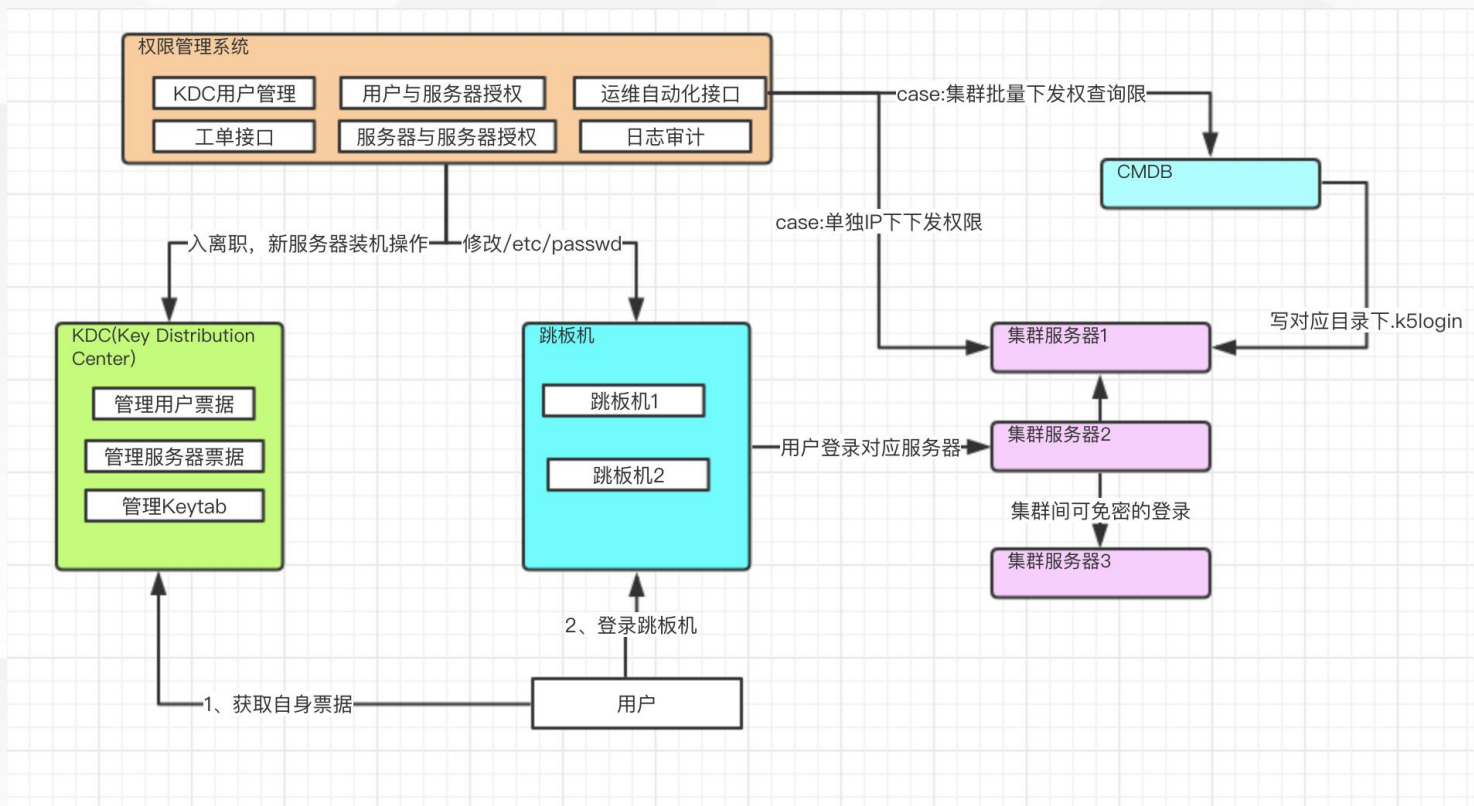 权限管理系统
KDC用户管理
用户与服务器授权
运维自动化接口
工单接口
服务器与服务器授权
日志审计
case:集群批量下发权查询限
CMDB
case:单独IP下下发权限
入离职，新服务器装机操作
修改/etc/passwd
写对应目录下.k5login
KDC(Key Distribution
Center)
管理用户票据
管理服务器票据
管理Keytab
跳板机
跳板机1
跳板机2
用户登录对应服务器
集群服务器1
集群服务器2
集群间可免密的登录
集群服务器3
2、登录跳板机
1、获取自身票据
用户